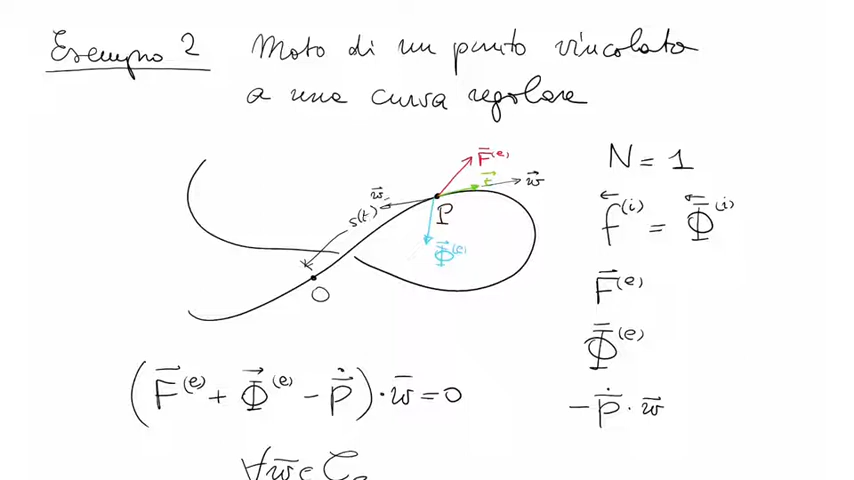 Esempio 2 Moto di un punto vincolato
a una curva regolare
N = 1
F⃗⁽ᵉ⁾
t⃗
w⃗
w⃗
s(t)
P
Φ⃗⁽ᵉ⁾
O
f⃗⁽ⁱ⁾ = Φ⃗⁽ⁱ⁾
F⃗⁽ᵉ⁾
Φ̄⁽ᵉ⁾
(F⃗⁽ᵉ⁾ + Φ⃗⁽ᵉ⁾ − ṗ̄) · w̄ = 0
− ṗ̄ · w̄
∀ w̄ ∈